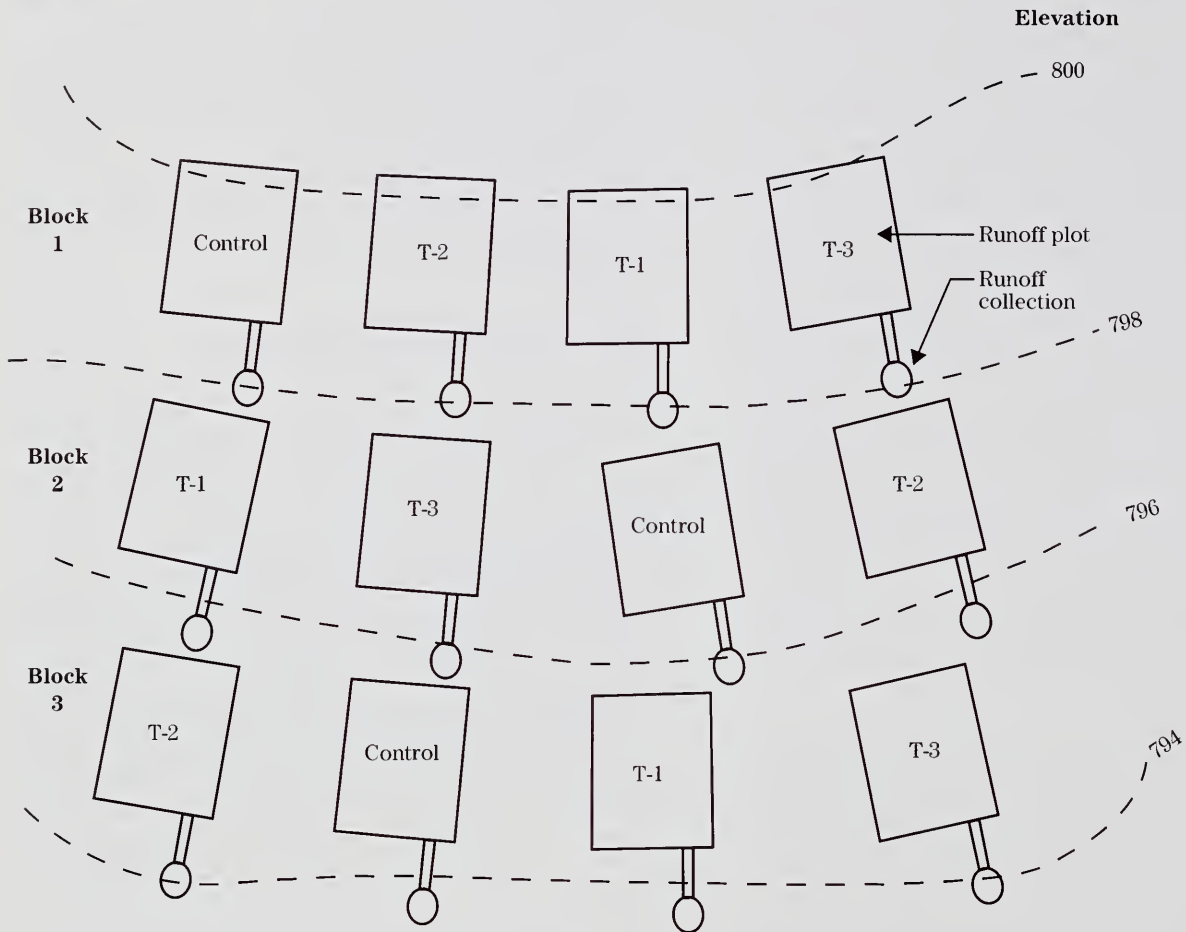 Elevation
800
Block
1
Control
T-2
T-1
T-3
Runoff plot
Runoff
collection
798
Block
2
T-1
T-3
Control
T-2
796
Block
3
T-2
Control
T-1
T-3
794